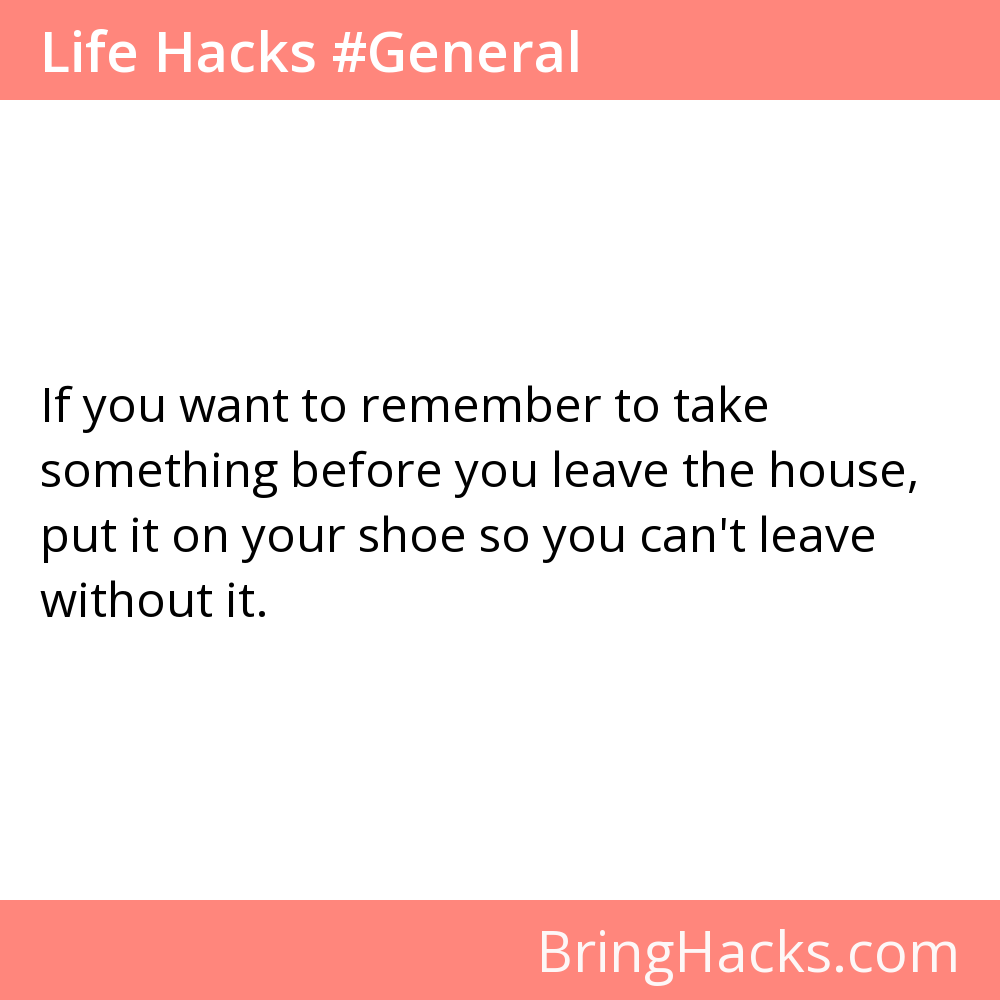 Life Hacks #General
If you want to remember to take
something before you leave the house,
put it on your shoe so you can't leave
without it.
BringHacks.com